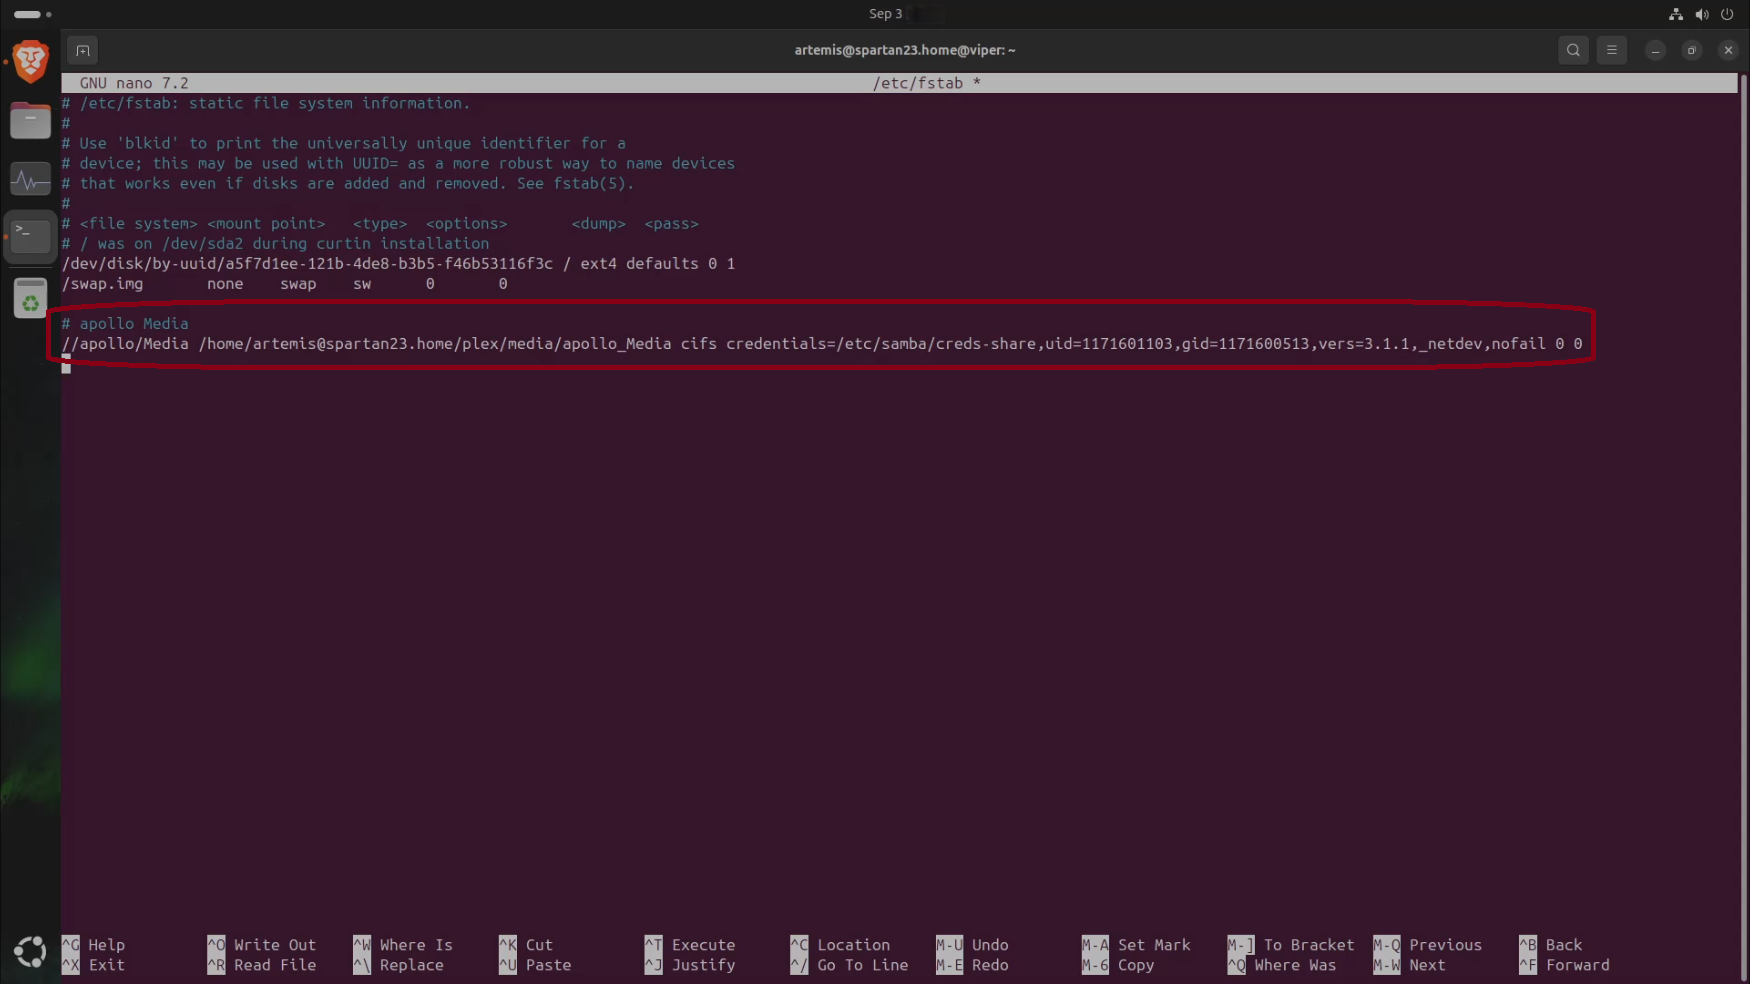 Sep 3
artemis@spartan23.home@viper: ~
GNU nano 7.2 /etc/fstab *
# /etc/fstab: static file system information.
#
# Use 'blkid' to print the universally unique identifier for a
# device; this may be used with UUID= as a more robust way to name devices
# that works even if disks are added and removed. See fstab(5).
#
# <file system> <mount point>   <type>  <options>       <dump>  <pass>
# / was on /dev/sda2 during curtin installation
/dev/disk/by-uuid/a5f7d1ee-121b-4de8-b3b5-f46b53116f3c / ext4 defaults 0 1
/swap.img       none    swap    sw      0       0
# apollo Media
//apollo/Media /home/artemis@spartan23.home/plex/media/apollo_Media cifs credentials=/etc/samba/creds-share,uid=1171601103,gid=1171600513,vers=3.1.1,_netdev,nofail 0 0
^G Help ^O Write Out ^W Where Is ^K Cut ^T Execute ^C Location M-U Undo M-A Set Mark M-] To Bracket M-Q Previous ^B Back
^X Exit ^R Read File ^\ Replace ^U Paste ^J Justify ^/ Go To Line M-E Redo M-6 Copy ^Q Where Was M-W Next ^F Forward